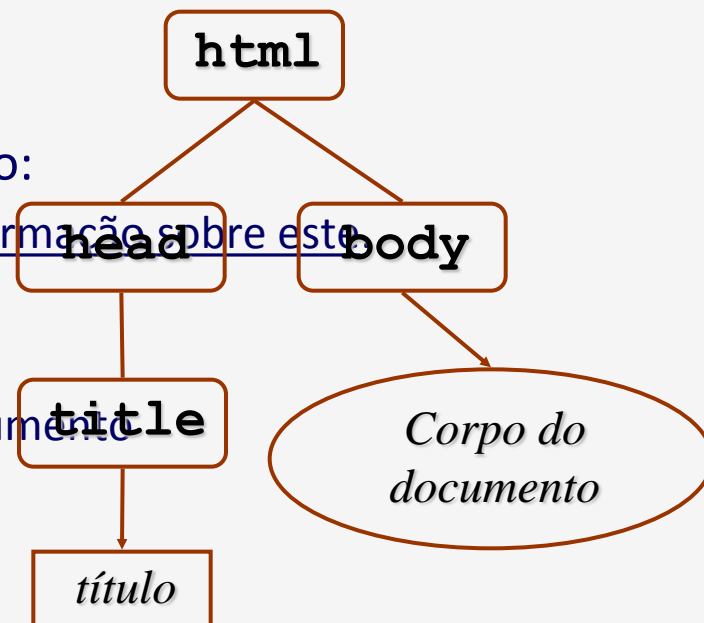 html
o:
rmação sobre este.
head
body
umento
title
Corpo do
documento
título